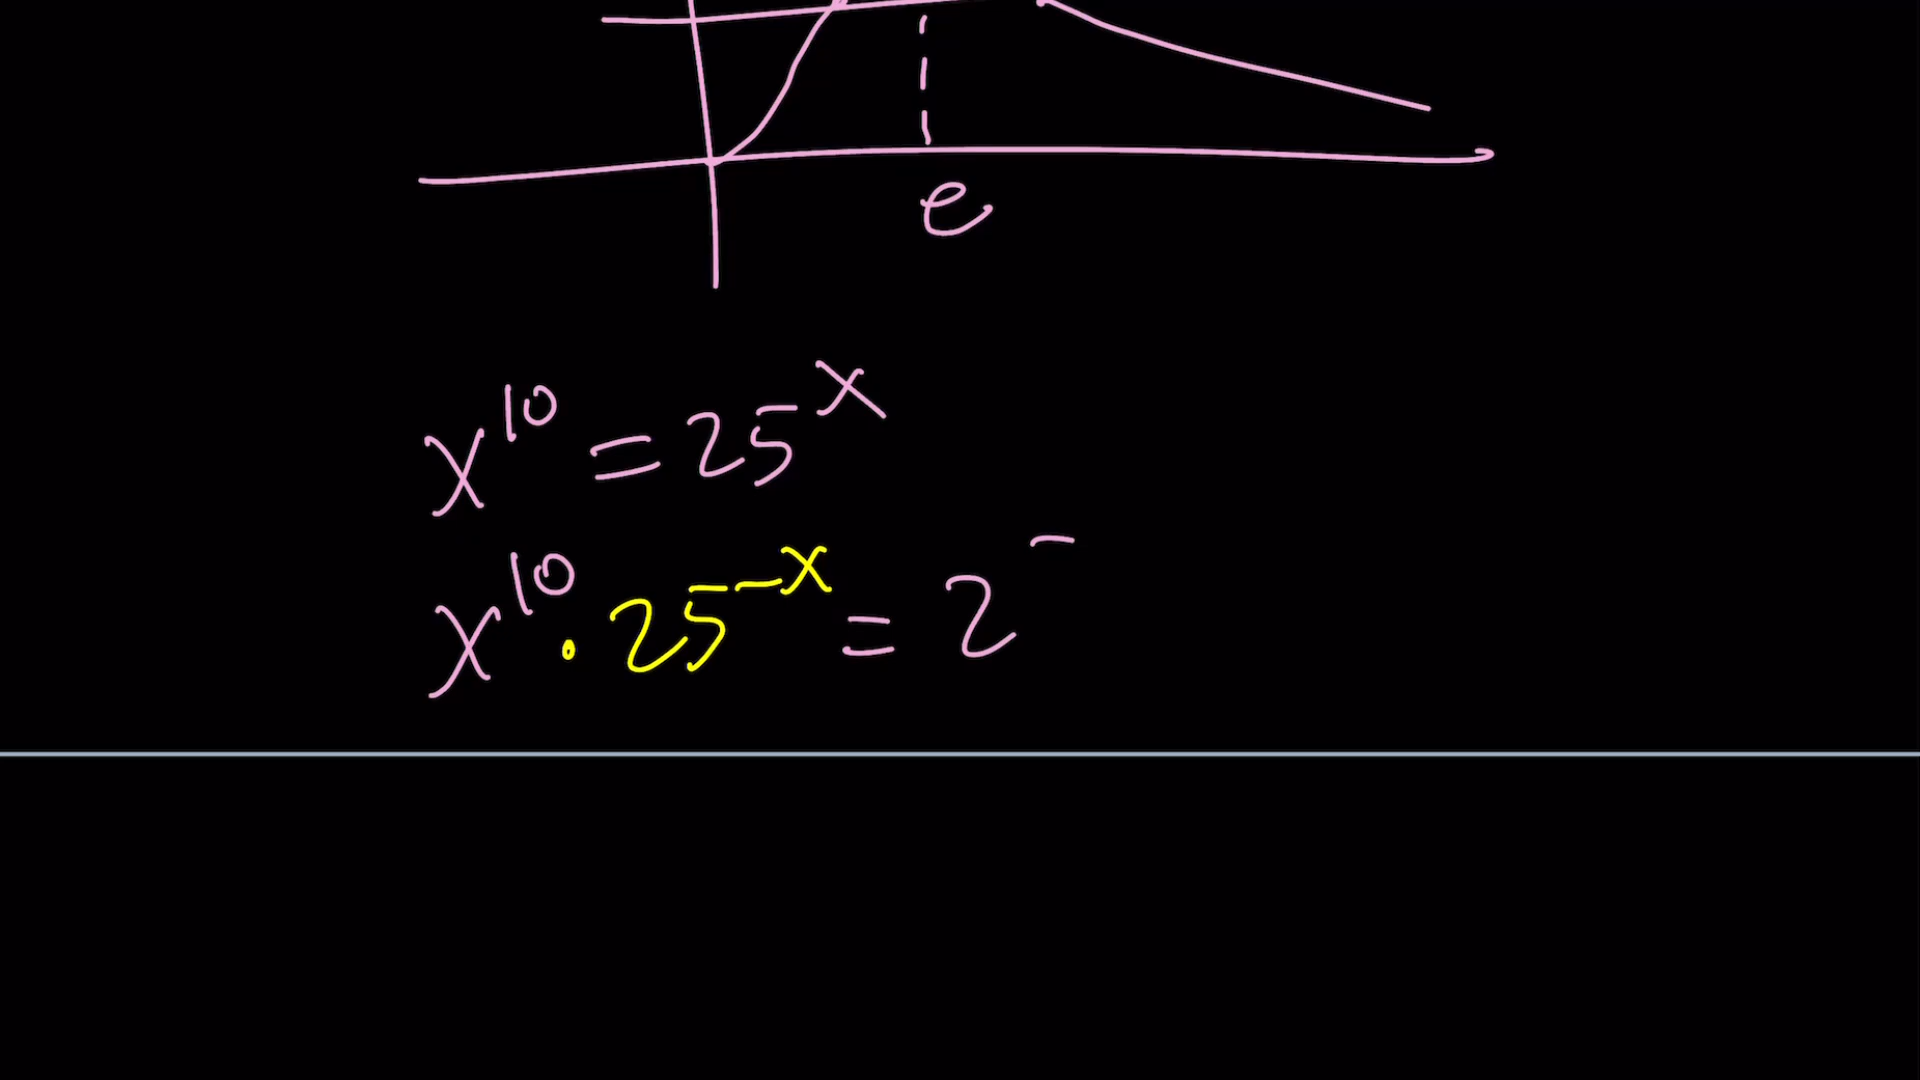 e
x^10 = 25^x
x^10 · 25^-x = 2^-